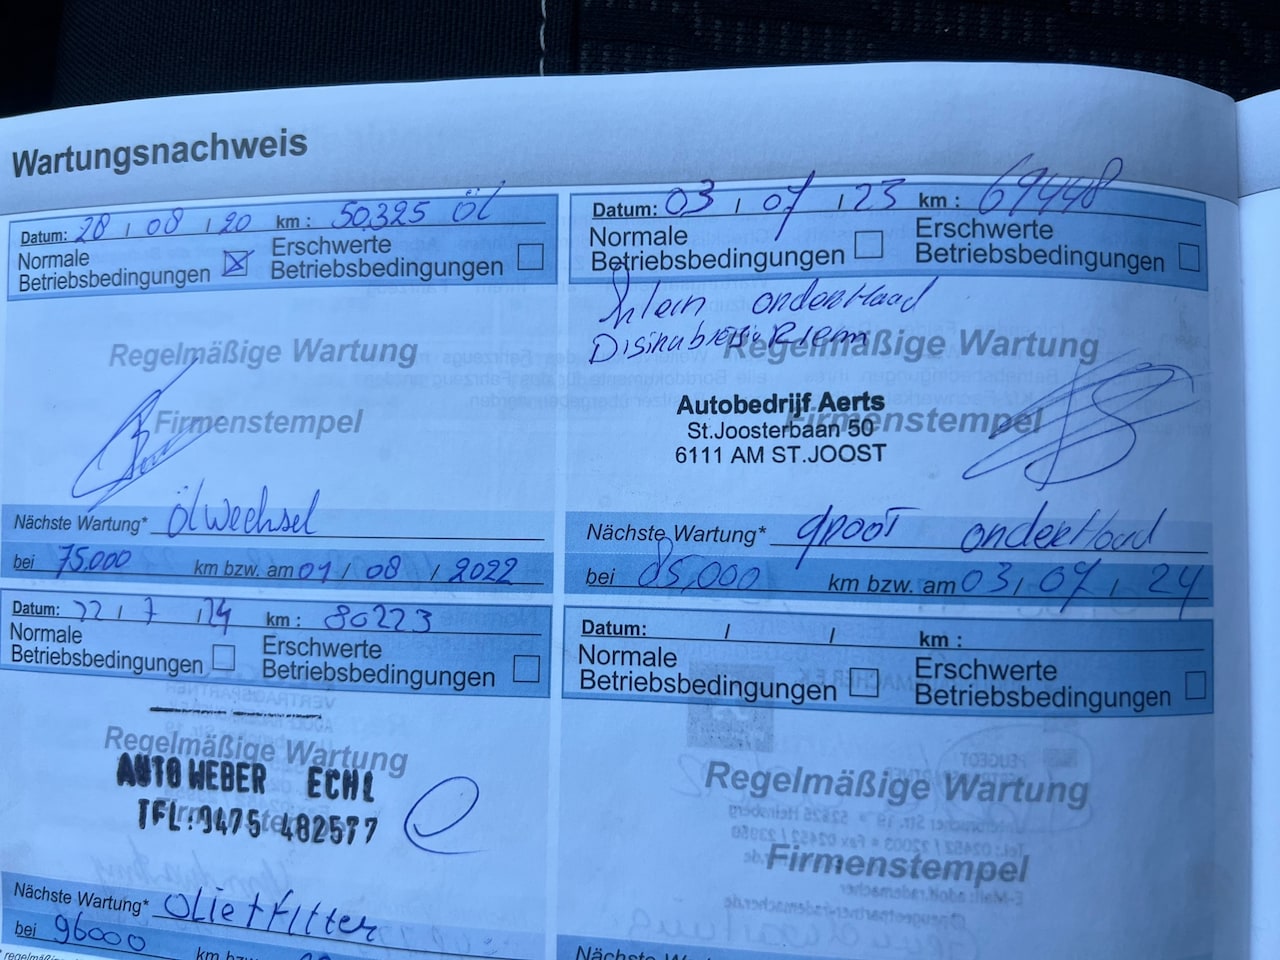 Wartungsnachweis
Datum: 28 / 08 / 20 km : 50325 Öl
Normale
Betriebsbedingungen
Erschwerte
Betriebsbedingungen
Regelmäßige Wartung
Firmenstempel
Nächste Wartung* Ölwechsel
bei 75.000 km bzw. am 01 / 08 / 2022
Datum: 03 / 07 / 23 km : 69448
Normale
Betriebsbedingungen
Erschwerte
Betriebsbedingungen
klein onderHoud
Regelmäßige Wartung
Autobedrijf Aerts
Firmenstempel
St.Joosterbaan 50
6111 AM ST.JOOST
Nächste Wartung* groot onderHoud
bei 85,000 km bzw. am 03 / 07 / 24
Datum: 22 / 7 / 24 km : 80223
Normale
Betriebsbedingungen
Erschwerte
Betriebsbedingungen
Regelmäßige Wartung
AUTO WEBER ECHL
TFL:0475 482577
Nächste Wartung* olie + filter
bei 96000 km bzw.
Datum: / / km :
Normale
Betriebsbedingungen
Erschwerte
Betriebsbedingungen
Regelmäßige Wartung
Firmenstempel
Nächste